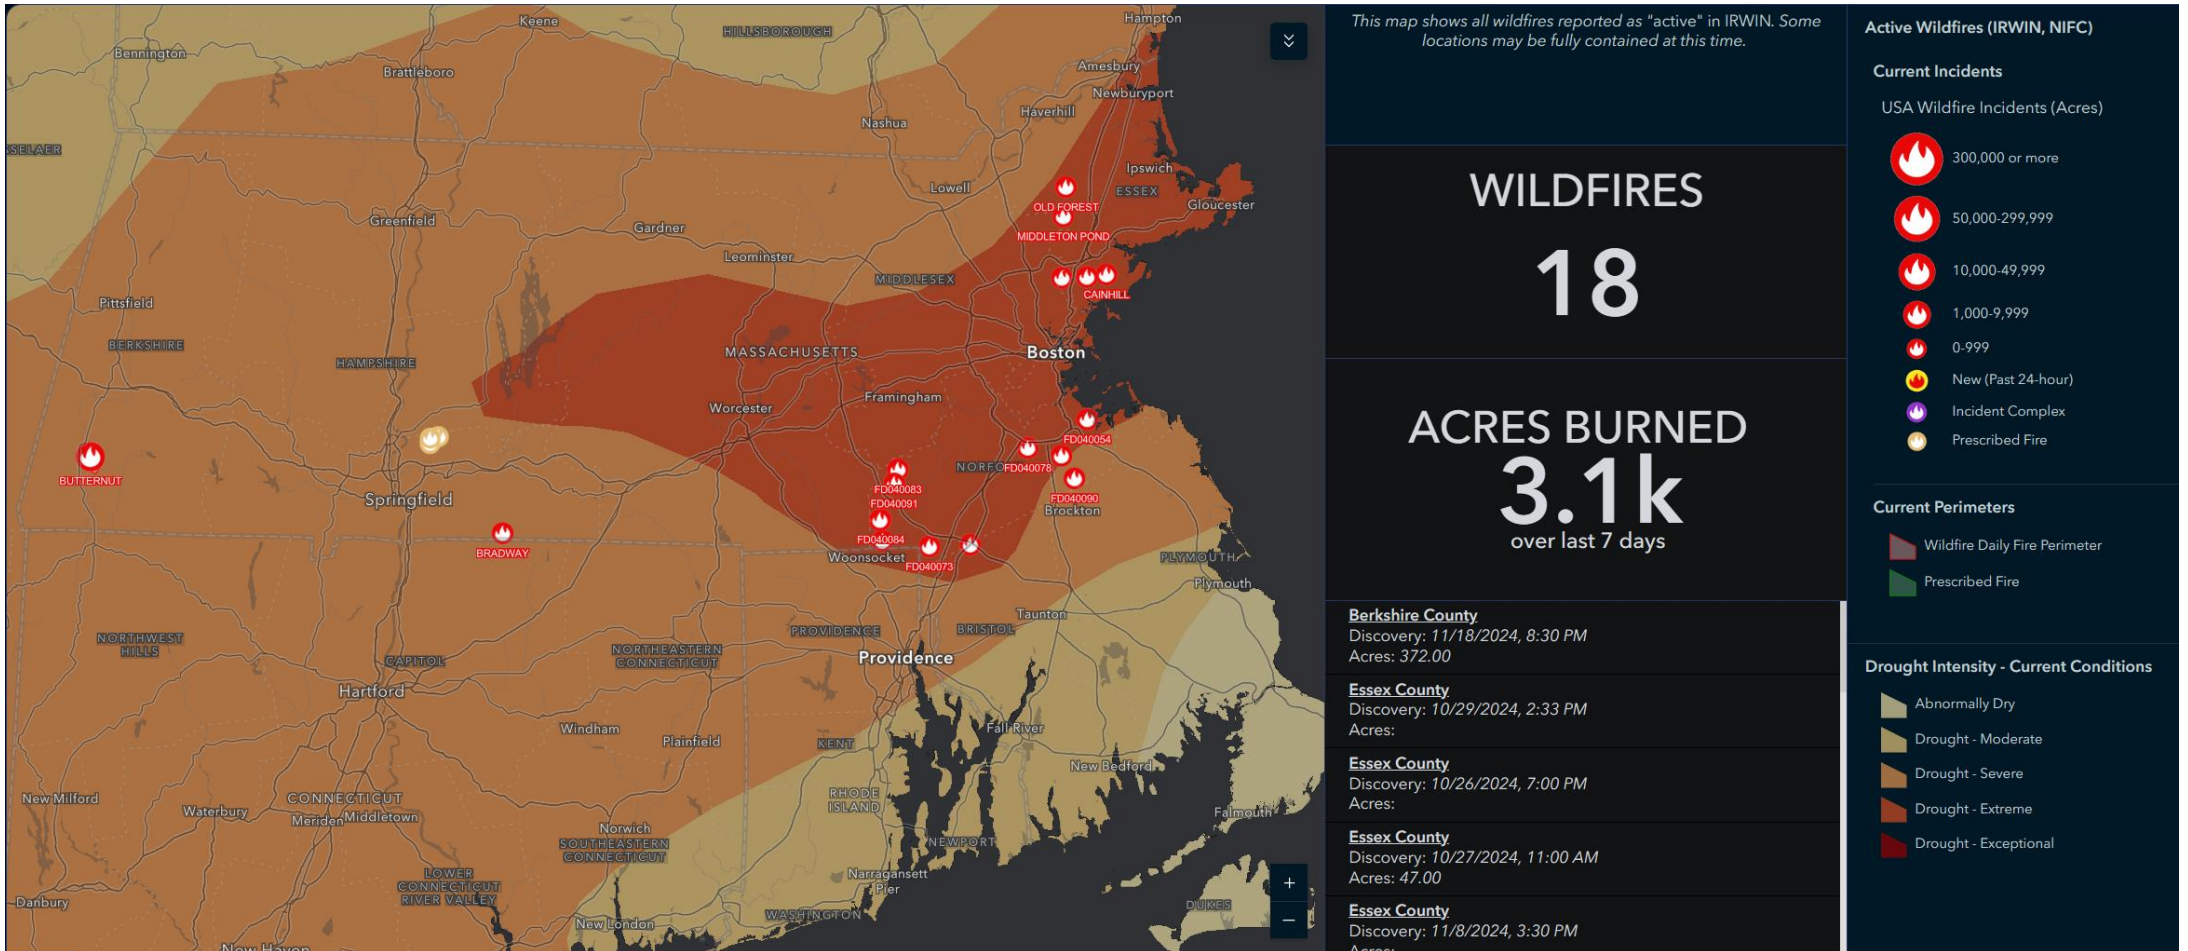 Keene
HILLSBOROUGH
Hampton
Bennington
Brattleboro
Amesbury
Newburyport
Haverhill
Nashua
SSELAER
Ipswich
ESSEX
Lowell
Gloucester
OLD FOREST
Greenfield
Gardner
MIDDLETON POND
Leominster
MIDDLESEX
CAINHILL
Pittsfield
BERKSHIRE
HAMPSHIRE
MASSACHUSETTS
Boston
Framingham
Worcester
FD040054
NORFO
FD040078
BUTTERNUT
FD040083
FD040091
FD040090
Brockton
Springfield
BRADWAY
FD040084
Woonsocket
FD040073
PLYMOUTH
Plymouth
Taunton
NORTHWEST
HILLS
PROVIDENCE
BRISTOL
NORTHEASTERN
CONNECTICUT
CAPITOL
Providence
Hartford
Windham
Plainfield
KENT
Fall River
New Bedford
New Milford
Waterbury
CONNECTICUT
Meriden
Middletown
RHODE
ISLAND
Falmouth
Norwich
SOUTHEASTERN
CONNECTICUT
NEWPORT
LOWER
CONNECTICUT
RIVER VALLEY
Narragansett
Pier
Danbury
WASHINGTON
DUKES
New London
New Haven
+
−
This map shows all wildfires reported as "active" in IRWIN. Some
locations may be fully contained at this time.
WILDFIRES
18
ACRES BURNED
3.1k
over last 7 days
Berkshire County
Discovery: 11/18/2024, 8:30 PM
Acres: 372.00
Essex County
Discovery: 10/29/2024, 2:33 PM
Acres:
Essex County
Discovery: 10/26/2024, 7:00 PM
Acres:
Essex County
Discovery: 10/27/2024, 11:00 AM
Acres: 47.00
Essex County
Discovery: 11/8/2024, 3:30 PM
Acres:
Active Wildfires (IRWIN, NIFC)
Current Incidents
USA Wildfire Incidents (Acres)
300,000 or more
50,000-299,999
10,000-49,999
1,000-9,999
0-999
New (Past 24-hour)
Incident Complex
Prescribed Fire
Current Perimeters
Wildfire Daily Fire Perimeter
Prescribed Fire
Drought Intensity - Current Conditions
Abnormally Dry
Drought - Moderate
Drought - Severe
Drought - Extreme
Drought - Exceptional